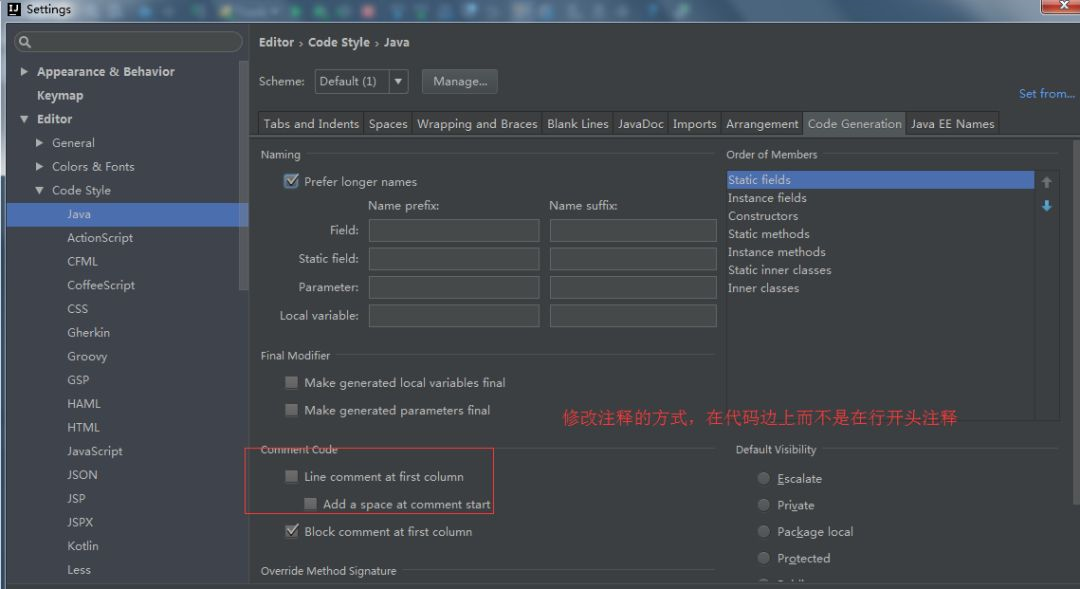 Settings
Editor › Code Style › Java
Scheme: Default (1) Manage...
Set from...
Appearance & Behavior
Keymap
Editor
General
Colors & Fonts
Code Style
Java
ActionScript
CFML
CoffeeScript
CSS
Gherkin
Groovy
GSP
HAML
HTML
JavaScript
JSON
JSP
JSPX
Kotlin
Less
Tabs and Indents Spaces Wrapping and Braces Blank Lines JavaDoc Imports Arrangement Code Generation Java EE Names
Naming
Prefer longer names
Name prefix: Name suffix:
Field:
Static field:
Parameter:
Local variable:
Final Modifier
Make generated local variables final
Make generated parameters final
Comment Code
Line comment at first column
Add a space at comment start
Block comment at first column
Override Method Signature
Order of Members
Static fields
Instance fields
Constructors
Static methods
Instance methods
Static inner classes
Inner classes
修改注释的方式，在代码边上而不是在行开头注释
Default Visibility
Escalate
Private
Package local
Protected